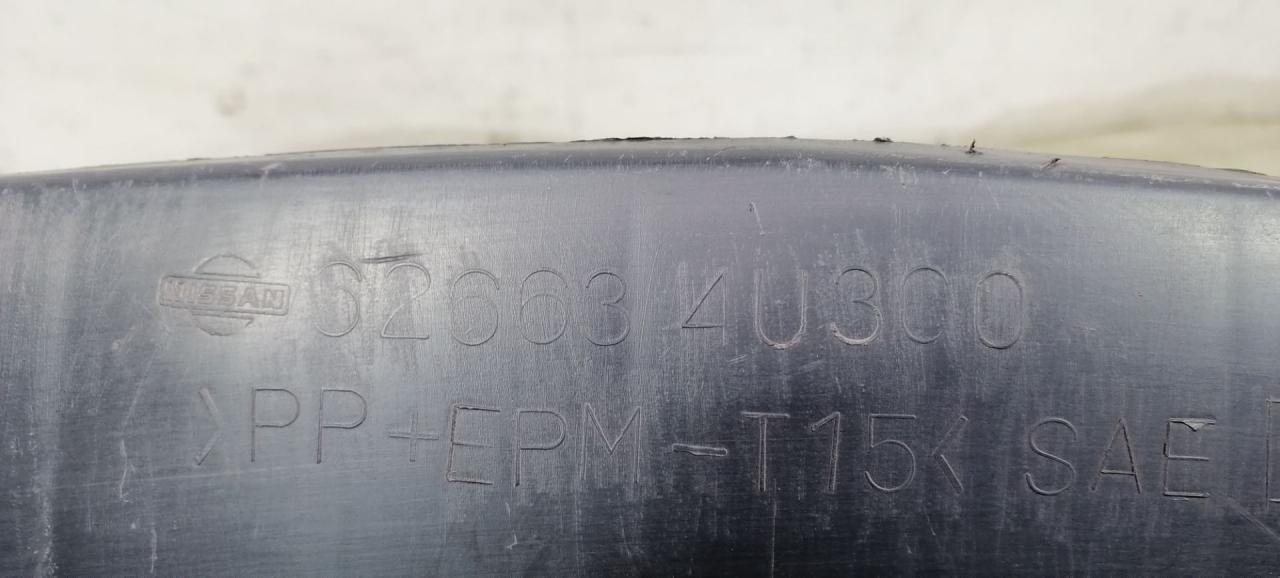 NISSAN 62663 4U300
>PP+EPM-T15< SAE